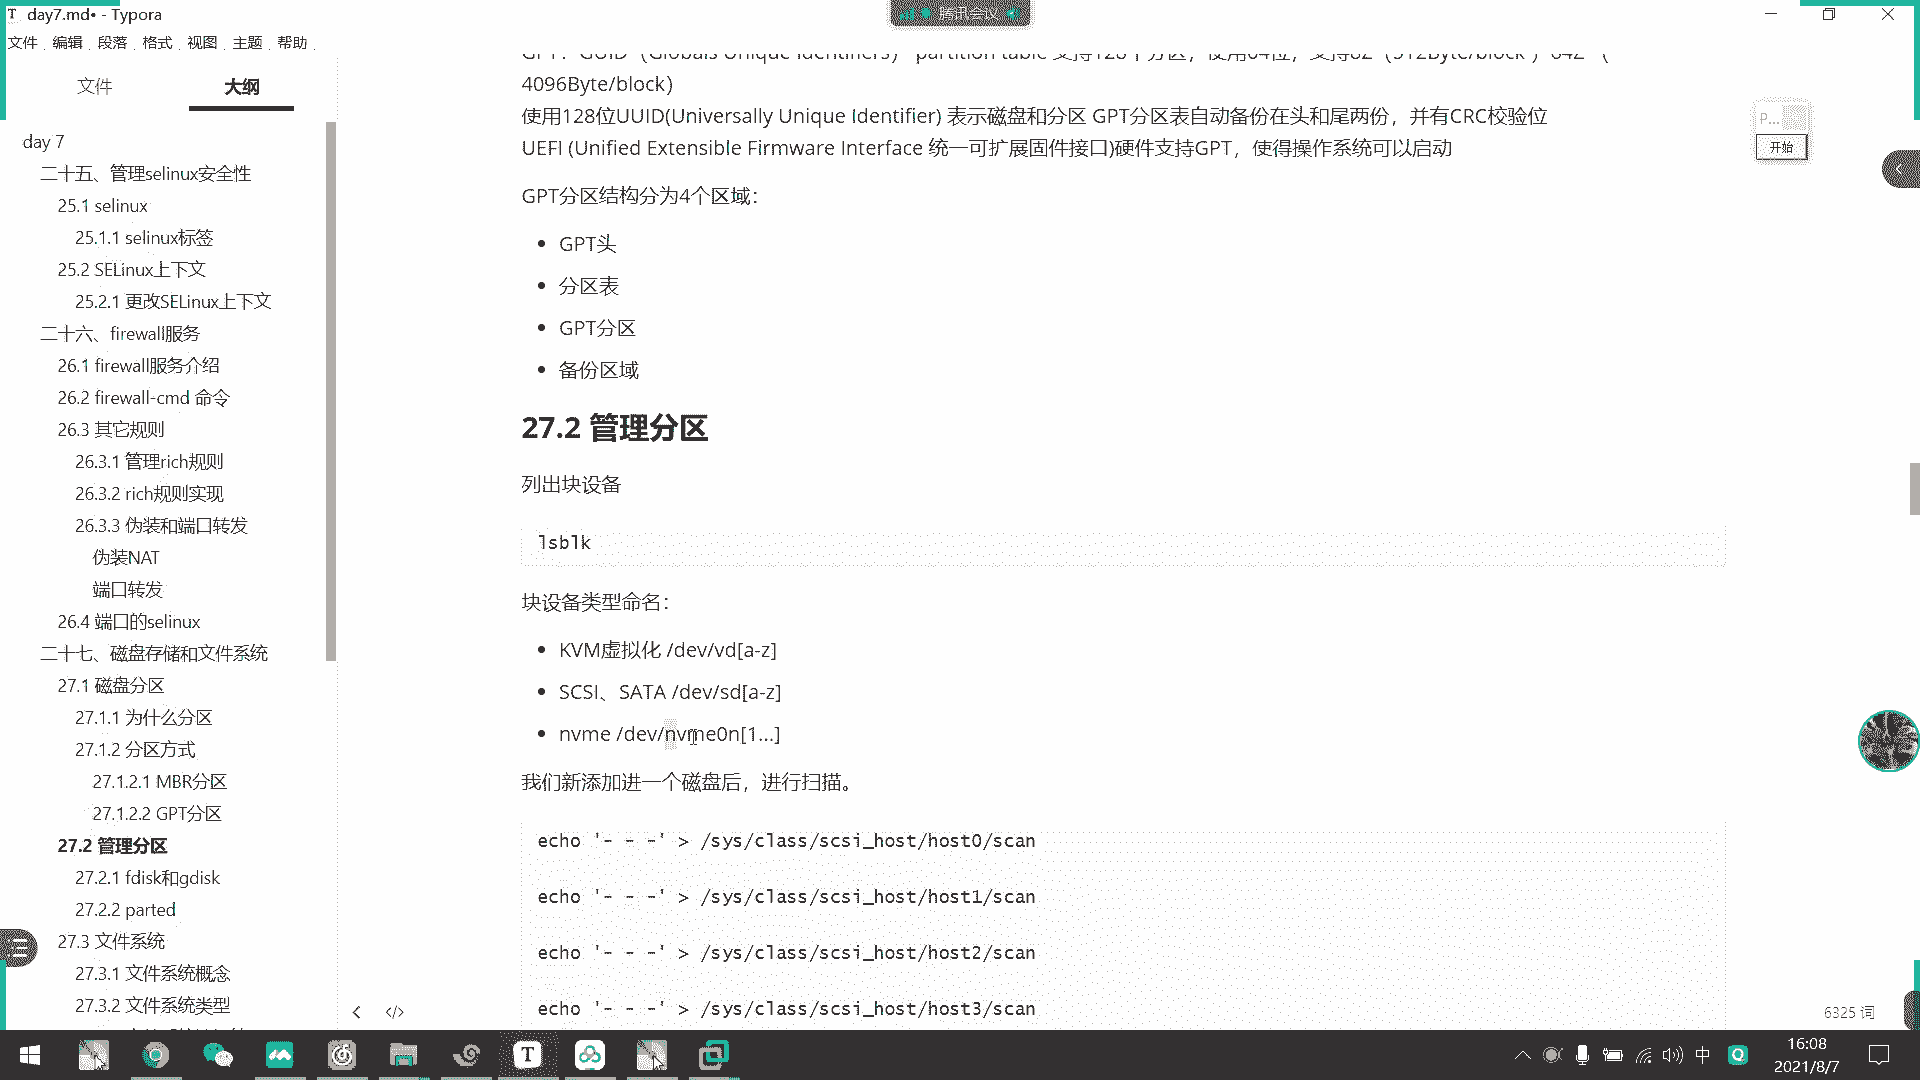 day7.md• - Typora
腾讯会议
文件 编辑 段落 格式 视图 主题 帮助
文件 大纲
day 7
二十五、管理selinux安全性
25.1 selinux
25.1.1 selinux标签
25.2 SELinux上下文
25.2.1 更改SELinux上下文
二十六、firewall服务
26.1 firewall服务介绍
26.2 firewall-cmd 命令
26.3 其它规则
26.3.1 管理rich规则
26.3.2 rich规则实现
26.3.3 伪装和端口转发
伪装NAT
端口转发
26.4 端口的selinux
二十七、磁盘存储和文件系统
27.1 磁盘分区
27.1.1 为什么分区
27.1.2 分区方式
27.1.2.1 MBR分区
27.1.2.2 GPT分区
27.2 管理分区
27.2.1 fdisk和gdisk
27.2.2 parted
27.3 文件系统
27.3.1 文件系统概念
27.3.2 文件系统类型
4096Byte/block)
使用128位UUID(Universally Unique Identifier) 表示磁盘和分区 GPT分区表自动备份在头和尾两份，并有CRC校验位
UEFI (Unified Extensible Firmware Interface 统一可扩展固件接口)硬件支持GPT，使得操作系统可以启动
GPT分区结构分为4个区域：
• GPT头
• 分区表
• GPT分区
• 备份区域
27.2 管理分区
列出块设备
lsblk
块设备类型命名：
• KVM虚拟化 /dev/vd[a-z]
• SCSI、SATA /dev/sd[a-z]
• nvme /dev/nvme0n[1...]
我们新添加进一个磁盘后，进行扫描。
echo '- - -' > /sys/class/scsi_host/host0/scan
echo '- - -' > /sys/class/scsi_host/host1/scan
echo '- - -' > /sys/class/scsi_host/host2/scan
echo '- - -' > /sys/class/scsi_host/host3/scan
P...
开始
6325 词
中
16:08
2021/8/7